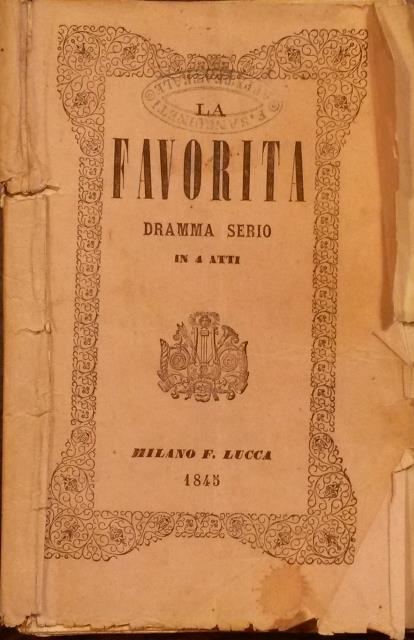 LA
FAVORITA
DRAMMA SERIO
IN 4 ATTI
MILANO F. LUCCA
1845